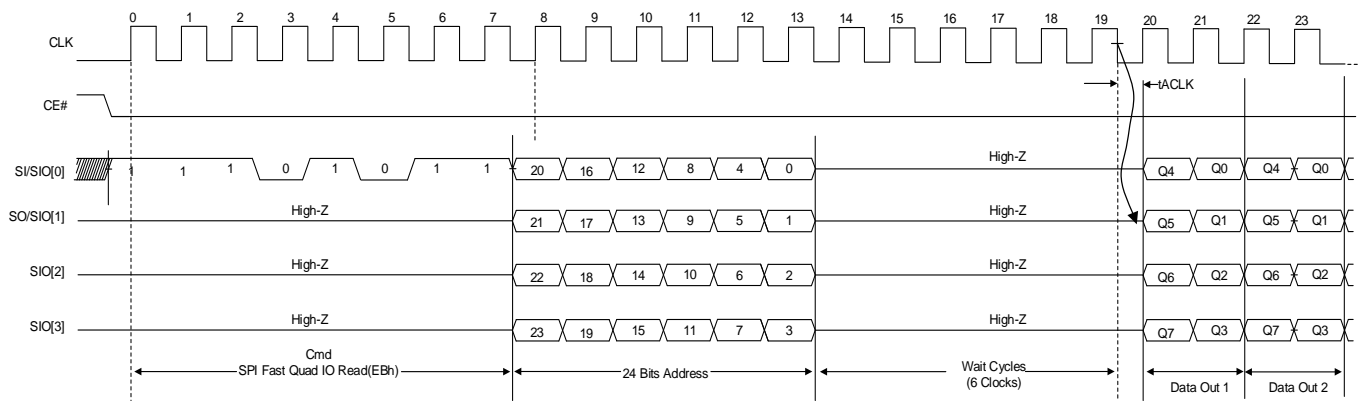 0 1 2 3 4 5 6 7 8 9 10 11 12 13 14 15 16 17 18 19 20 21 22 23
CLK
tACLK
CE#
SI/SIO[0] 1 1 1 0 1 0 1 1 20 16 12 8 4 0 High-Z Q4 Q0 Q4 Q0
SO/SIO[1] High-Z 21 17 13 9 5 1 High-Z Q5 Q1 Q5 Q1
SIO[2] High-Z 22 18 14 10 6 2 High-Z Q6 Q2 Q6 Q2
SIO[3] High-Z 23 19 15 11 7 3 High-Z Q7 Q3 Q7 Q3
Cmd
SPI Fast Quad IO Read(EBh)
24 Bits Address
Wait Cycles
(6 Clocks)
Data Out 1 Data Out 2